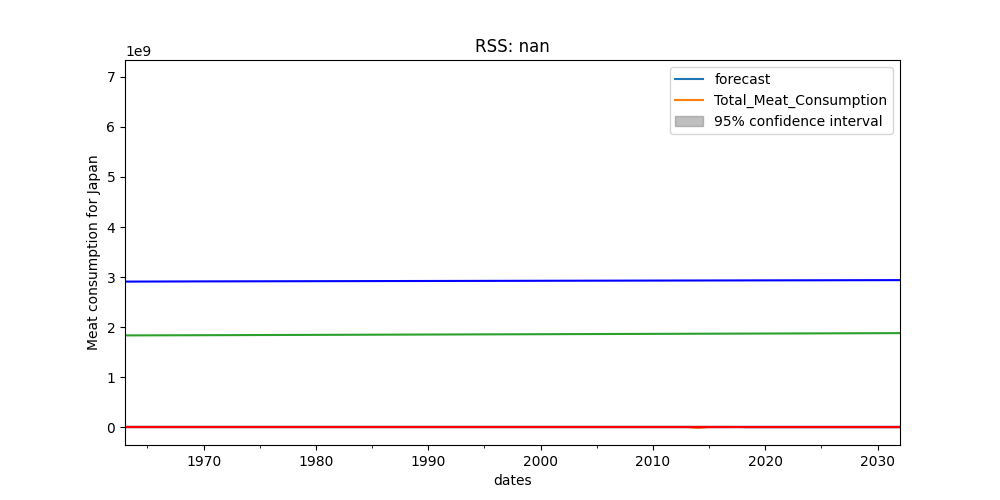 RSS: nan
1e9
7
6
5
4
3
2
1
0
Meat consumption for Japan
forecast
Total_Meat_Consumption
95% confidence interval
1970 1980 1990 2000 2010 2020 2030
dates